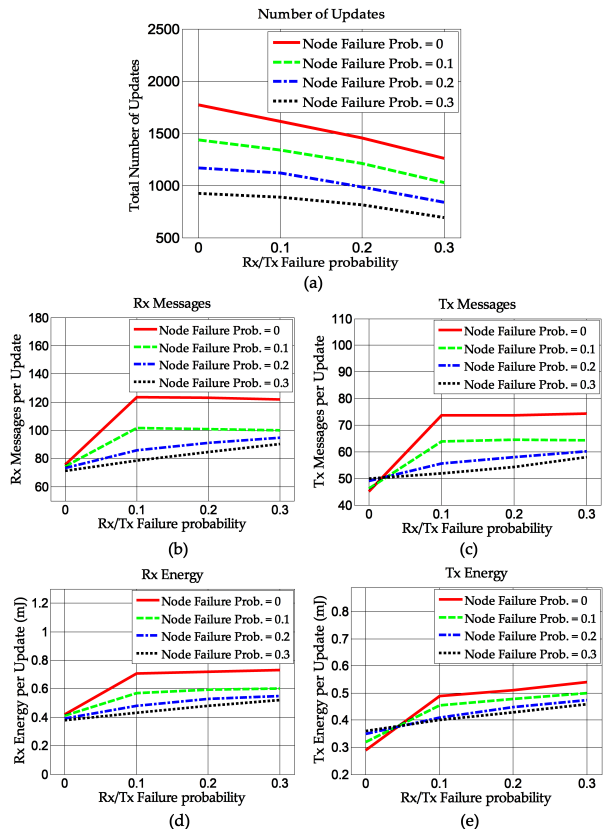 Number of Updates
2500
2000
1500
1000
500
Total Number of Updates
Node Failure Prob. = 0
Node Failure Prob. = 0.1
Node Failure Prob. = 0.2
Node Failure Prob. = 0.3
0 0.1 0.2 0.3
Rx/Tx Failure probability
(a)
Rx Messages
180
160
140
120
100
80
60
Rx Messages per Update
Node Failure Prob. = 0
Node Failure Prob. = 0.1
Node Failure Prob. = 0.2
Node Failure Prob. = 0.3
0 0.1 0.2 0.3
Rx/Tx Failure probability
(b)
Tx Messages
110
100
90
80
70
60
50
40
Tx Messages per Update
Node Failure Prob. = 0
Node Failure Prob. = 0.1
Node Failure Prob. = 0.2
Node Failure Prob. = 0.3
0 0.1 0.2 0.3
Rx/Tx Failure probability
(c)
Rx Energy
1.2
1
0.8
0.6
0.4
0.2
0
Rx Energy per Update (mJ)
Node Failure Prob. = 0
Node Failure Prob. = 0.1
Node Failure Prob. = 0.2
Node Failure Prob. = 0.3
0 0.1 0.2 0.3
Rx/Tx Failure probability
(d)
Tx Energy
0.8
0.7
0.6
0.5
0.4
0.3
0.2
Tx Energy per Update (mJ)
Node Failure Prob. = 0
Node Failure Prob. = 0.1
Node Failure Prob. = 0.2
Node Failure Prob. = 0.3
0 0.1 0.2 0.3
Rx/Tx Failure probability
(e)